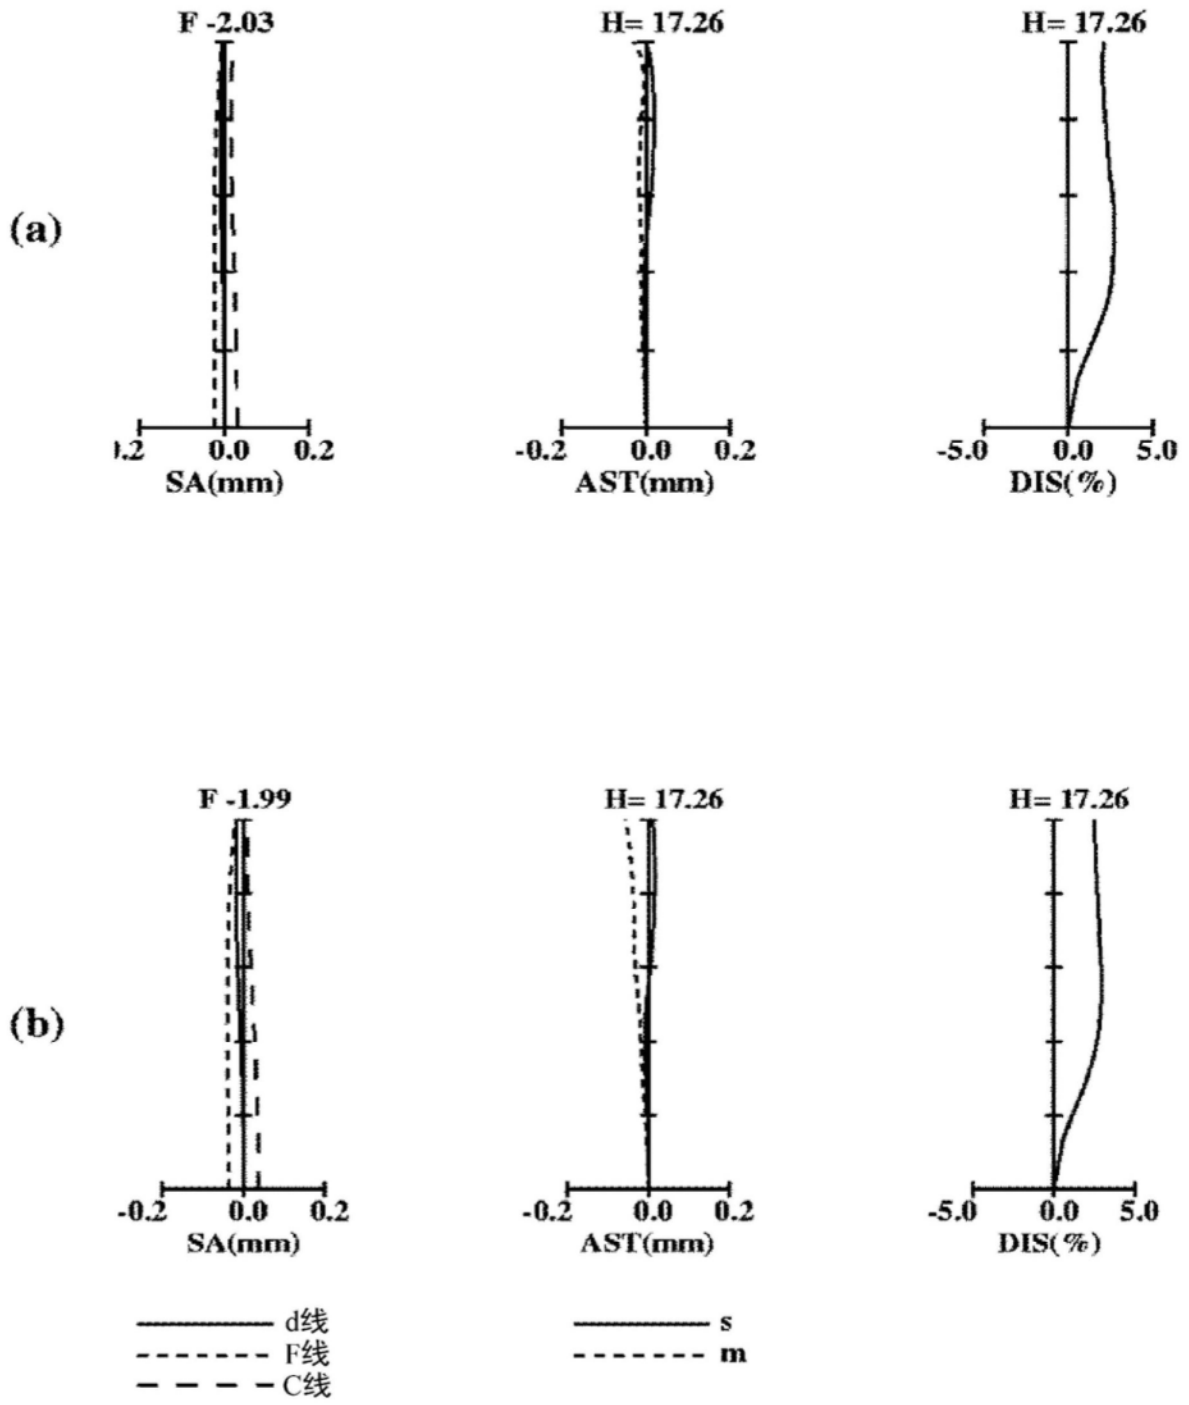 F -2.03 H= 17.26 H= 17.26
(a)
0.0 0.2 -0.2 0.0 0.2 -5.0 0.0 5.0
SA(mm) AST(mm) DIS(%)
F -1.99 H= 17.26 H= 17.26
(b)
-0.2 0.0 0.2 -0.2 0.0 0.2 -5.0 0.0 5.0
SA(mm) AST(mm) DIS(%)
d线 s
F线 m
C线